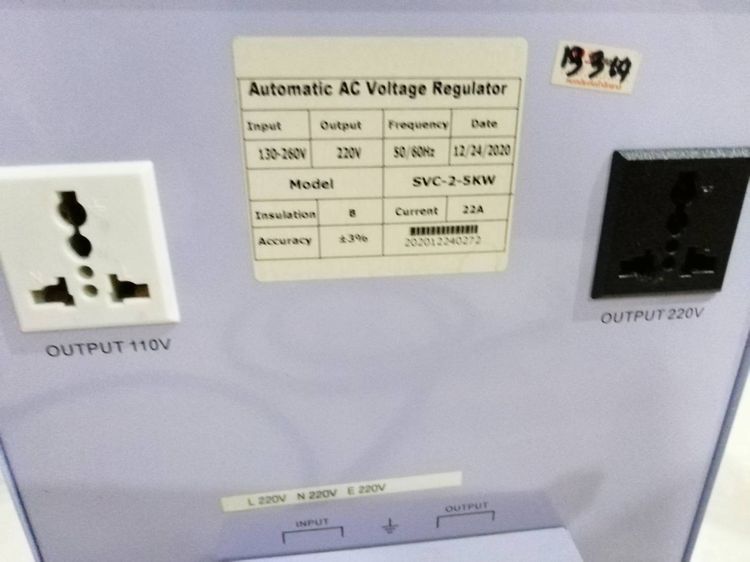 Automatic AC Voltage Regulator
Input Output Frequency Date
130-260V 220V 50/60Hz 12/24/2020
Model SVC-2-5KW
Insulation B Current 22A
Accuracy ±3%
202012240272
OUTPUT 110V
OUTPUT 220V
L 220V N 220V E 220V
INPUT OUTPUT